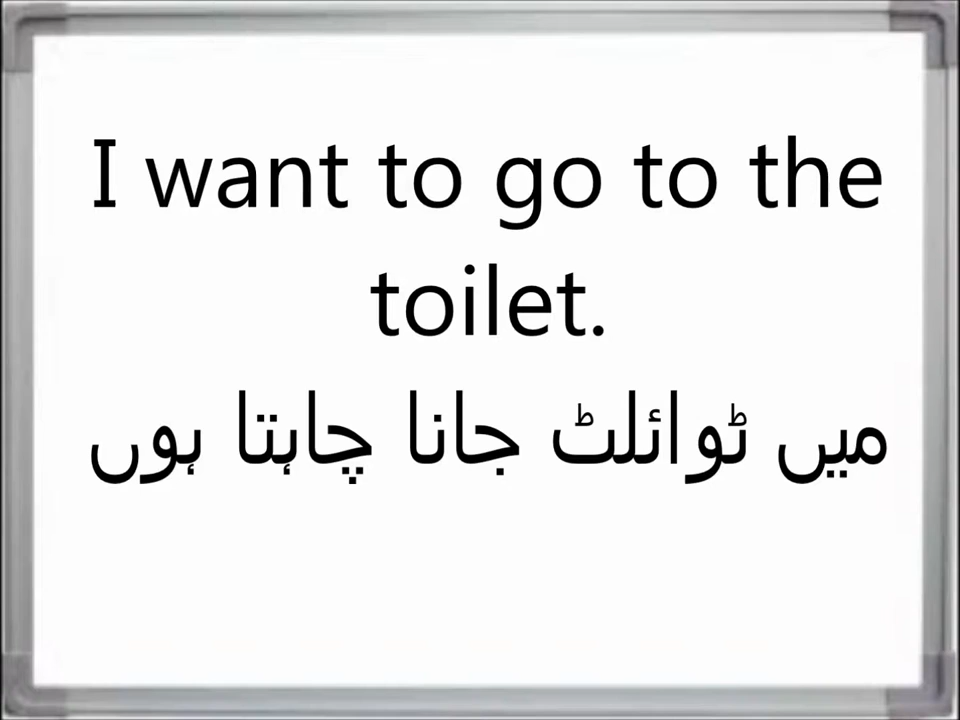 I want to go to the
toilet.
میں ٹوائلٹ جانا چاہتا ہوں